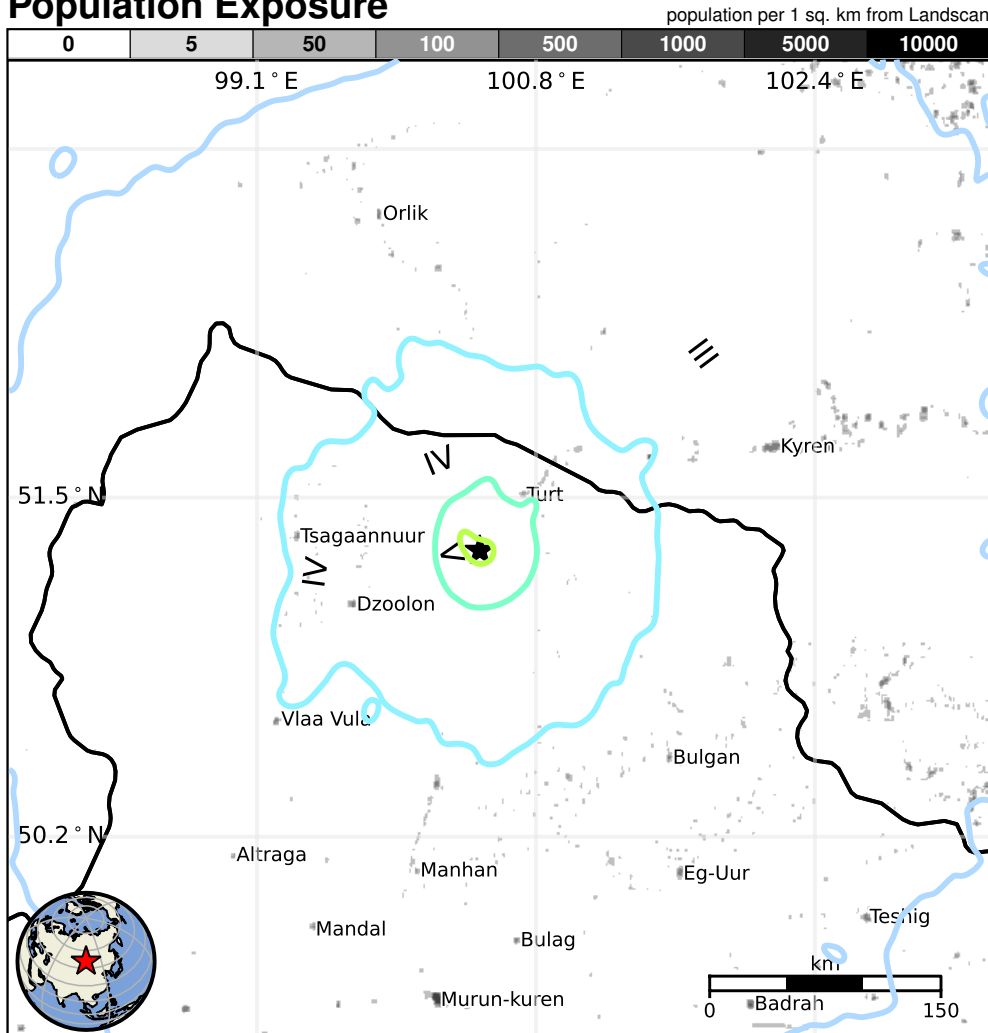 Population Exposure
population per 1 sq. km from Landscan
0 5 50 100 500 1000 5000 10000
99.1°E 100.8°E 102.4°E
Orlik
III
Kyren
IV
51.5°N
Turt
Tsagaannuur
V
IV
Dzoolon
Vlaa Vula
Bulgan
50.2°N
Altraga
Manhan
Eg-Uur
Teshig
Mandal
Bulag
km
Murun-kuren
Badrah
0 150